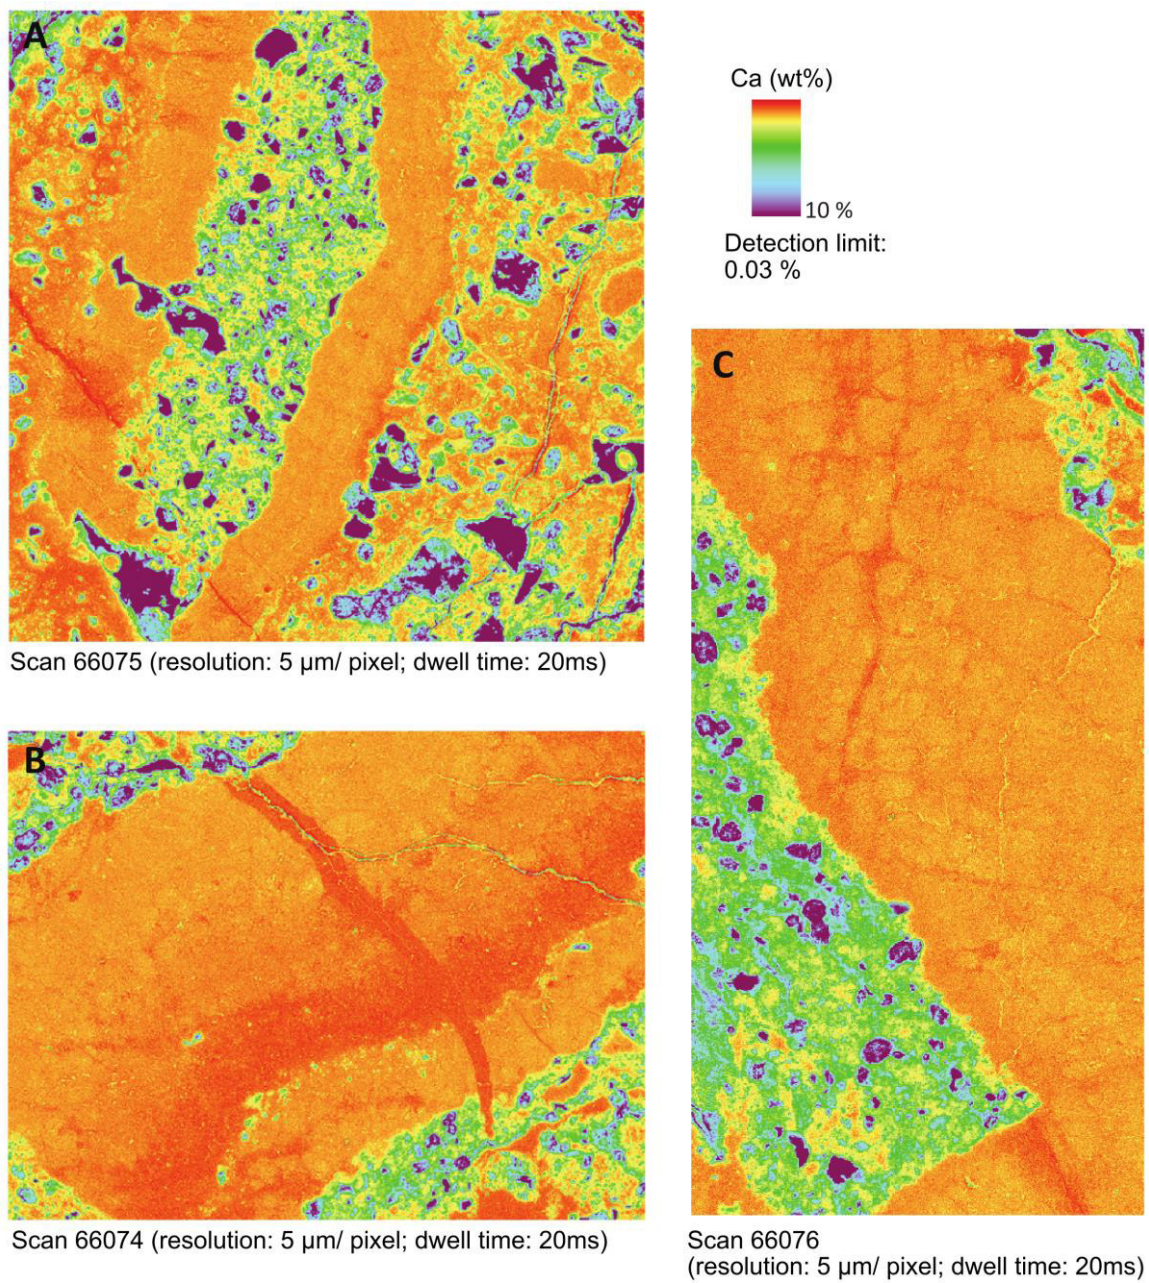 A
Ca (wt%)
10 %
Detection limit:
0.03 %
Scan 66075 (resolution: 5 µm/ pixel; dwell time: 20ms)
B
Scan 66074 (resolution: 5 µm/ pixel; dwell time: 20ms)
C
Scan 66076
(resolution: 5 µm/ pixel; dwell time: 20ms)